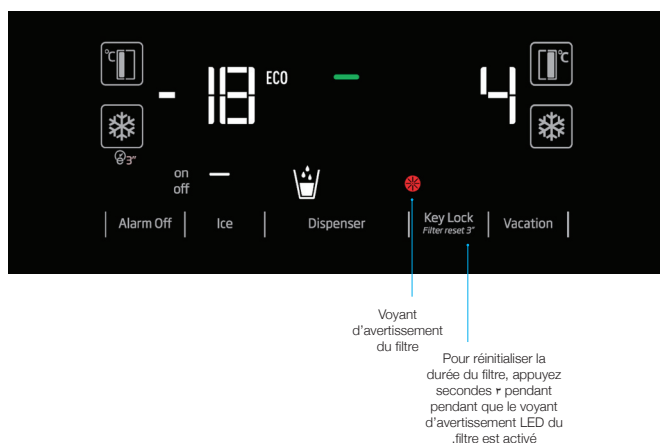 °C
°C
- 18 ECO
4
3"
on
off
Alarm Off
Ice
Dispenser
Key Lock
Filter reset 3"
Vacation
Voyant
d'avertissement
du filtre
Pour réinitialiser la
durée du filtre, appuyez
secondes ٣ pendant
pendant que le voyant
d'avertissement LED du
.filtre est activé